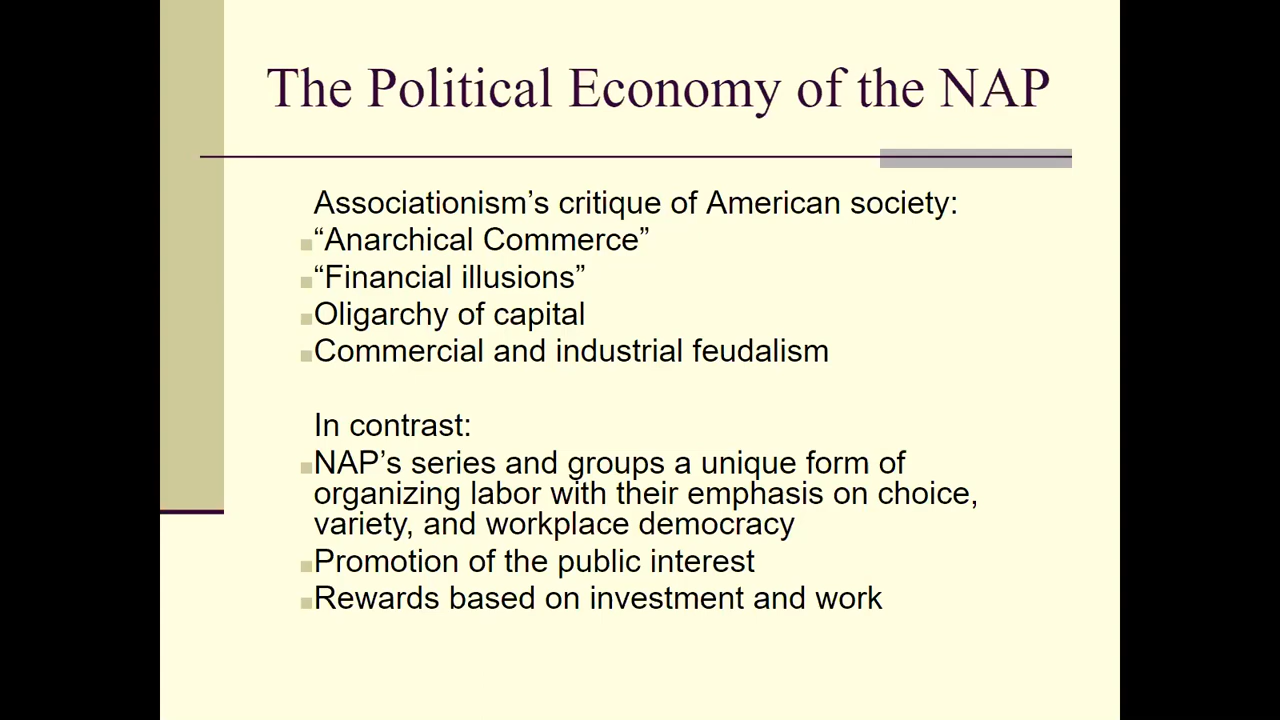 The Political Economy of the NAP
Associationism’s critique of American society:
“Anarchical Commerce”
“Financial illusions”
Oligarchy of capital
Commercial and industrial feudalism
In contrast:
NAP’s series and groups a unique form of
organizing labor with their emphasis on choice,
variety, and workplace democracy
Promotion of the public interest
Rewards based on investment and work